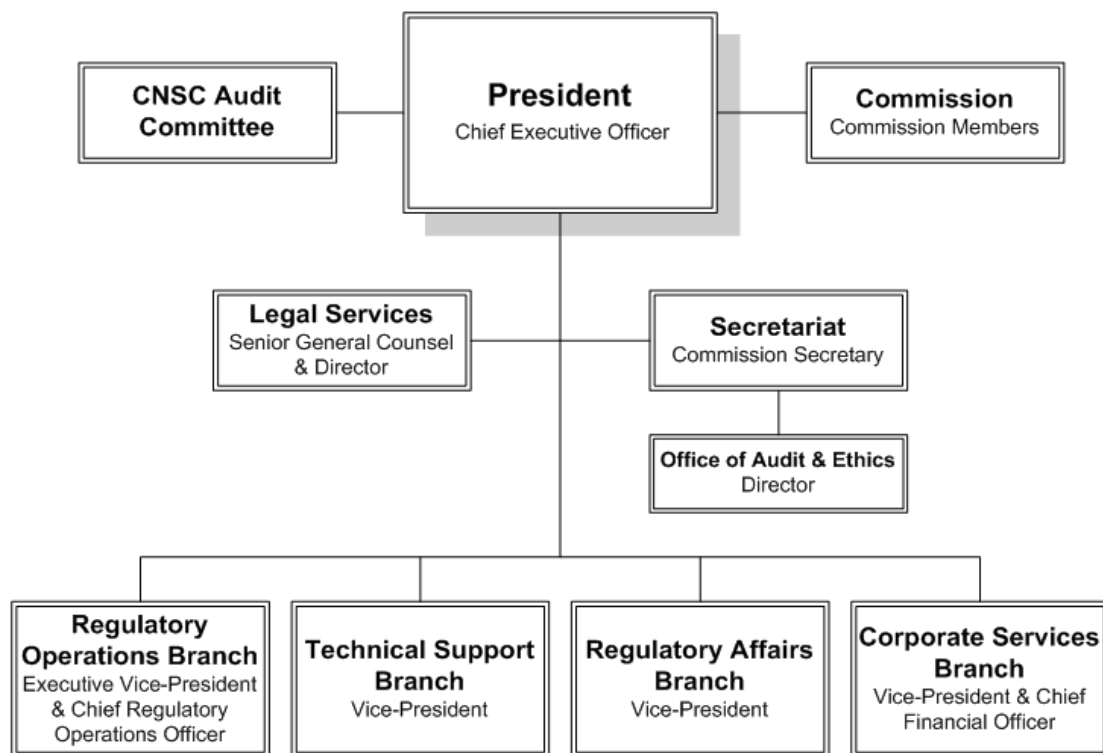 CNSC Audit
Committee
President
Chief Executive Officer
Commission
Commission Members
Legal Services
Senior General Counsel
& Director
Secretariat
Commission Secretary
Office of Audit & Ethics
Director
Regulatory
Operations Branch
Executive Vice-President
& Chief Regulatory
Operations Officer
Technical Support
Branch
Vice-President
Regulatory Affairs
Branch
Vice-President
Corporate Services
Branch
Vice-President & Chief
Financial Officer